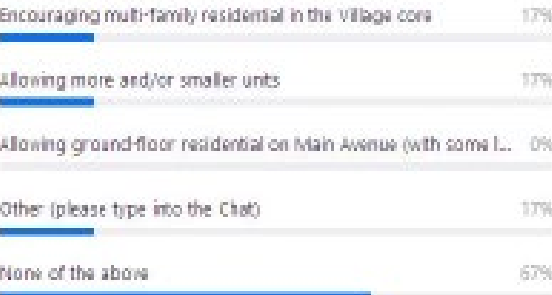 Encouraging multi-family residential in the Village core 17%
Allowing more and/or smaller units 17%
Allowing ground-floor residential on Main Avenue (with some l... 0%
Other (please type into the Chat) 17%
None of the above 67%